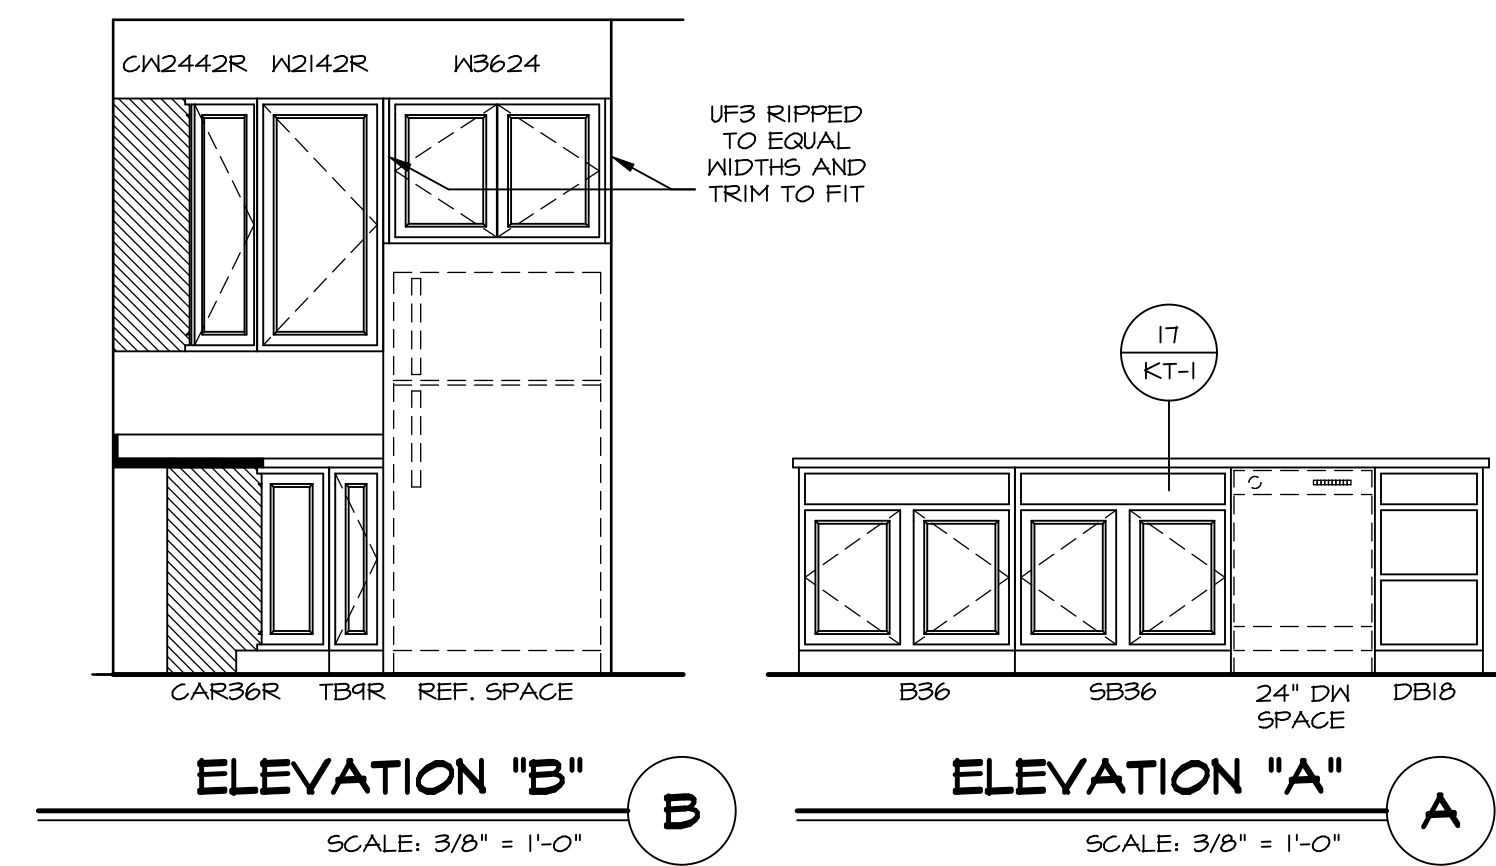 CW2442R W2142R W3624
UF3 RIPPED
TO EQUAL
WIDTHS AND
TRIM TO FIT
CAR36R TB9R REF. SPACE
ELEVATION "B"
B
SCALE: 3/8" = 1'-0"
17
KT-1
B36 SB36 24" DW DB18
SPACE
ELEVATION "A"
A
SCALE: 3/8" = 1'-0"